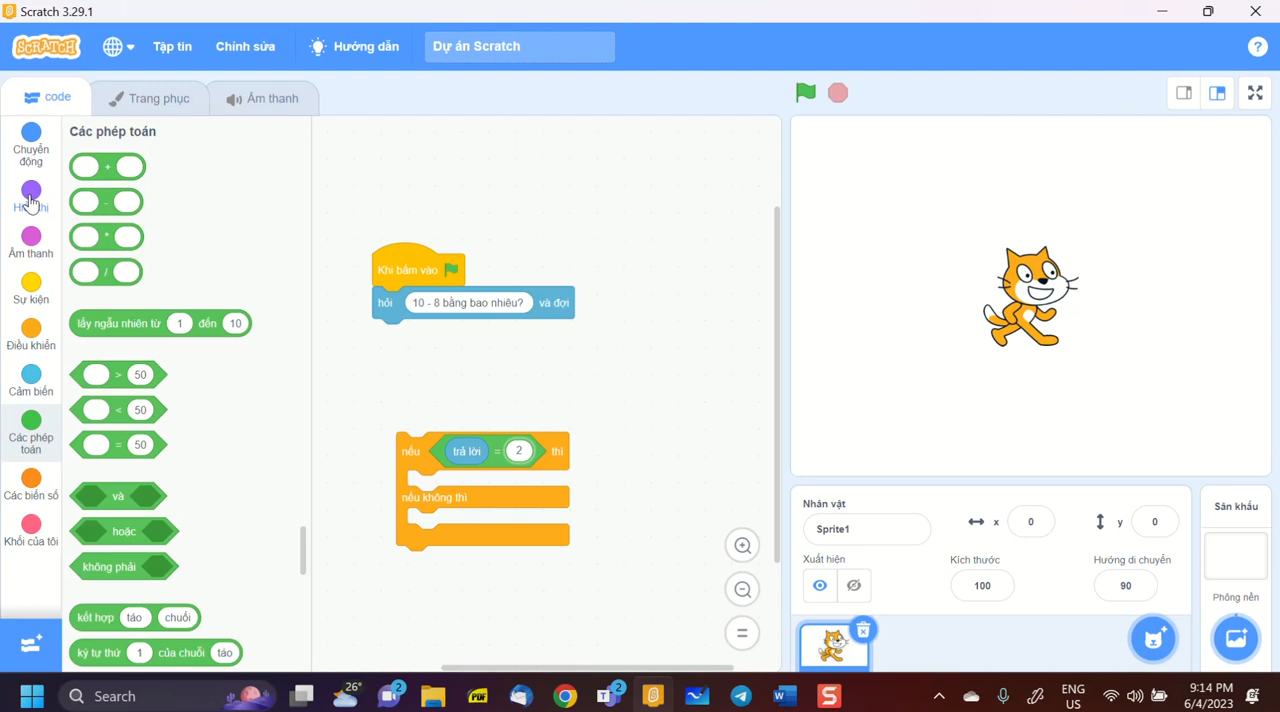 Scratch 3.29.1
SCRATCH
Tập tin
Chỉnh sửa
Hướng dẫn
Dự án Scratch
?
code
Trang phục
Âm thanh
Chuyển động
Âm thanh
Sự kiện
Điều khiển
Cảm biến
Các phép toán
Các biến số
Khối của tôi
Các phép toán
+
-
*
/
lấy ngẫu nhiên từ 1 đến 10
> 50
< 50
= 50
và
hoặc
không phải
kết hợp táo chuối
ký tự thứ 1 của chuỗi táo
Khi bấm vào
hỏi 10 - 8 bằng bao nhiêu? và đợi
nếu trả lời = 2 thì
nếu không thì
Nhân vật
Sprite1
x 0
y 0
Xuất hiện
Kích thước
100
Hướng di chuyển
90
Sân khấu
Phông nền
Search
26°
2
PDF
2
W
S
ENG
US
9:14 PM
6/4/2023